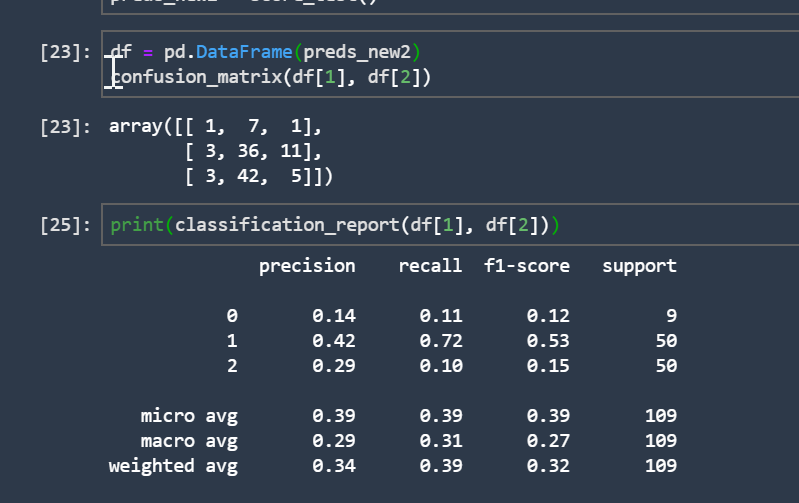 preds_new2 = score_test()
[23]: df = pd.DataFrame(preds_new2)
confusion_matrix(df[1], df[2])
[23]: array([[ 1,  7,  1],
[ 3, 36, 11],
[ 3, 42,  5]])
[25]: print(classification_report(df[1], df[2]))
precision recall f1-score support
0 0.14 0.11 0.12 9
1 0.42 0.72 0.53 50
2 0.29 0.10 0.15 50
micro avg 0.39 0.39 0.39 109
macro avg 0.29 0.31 0.27 109
weighted avg 0.34 0.39 0.32 109